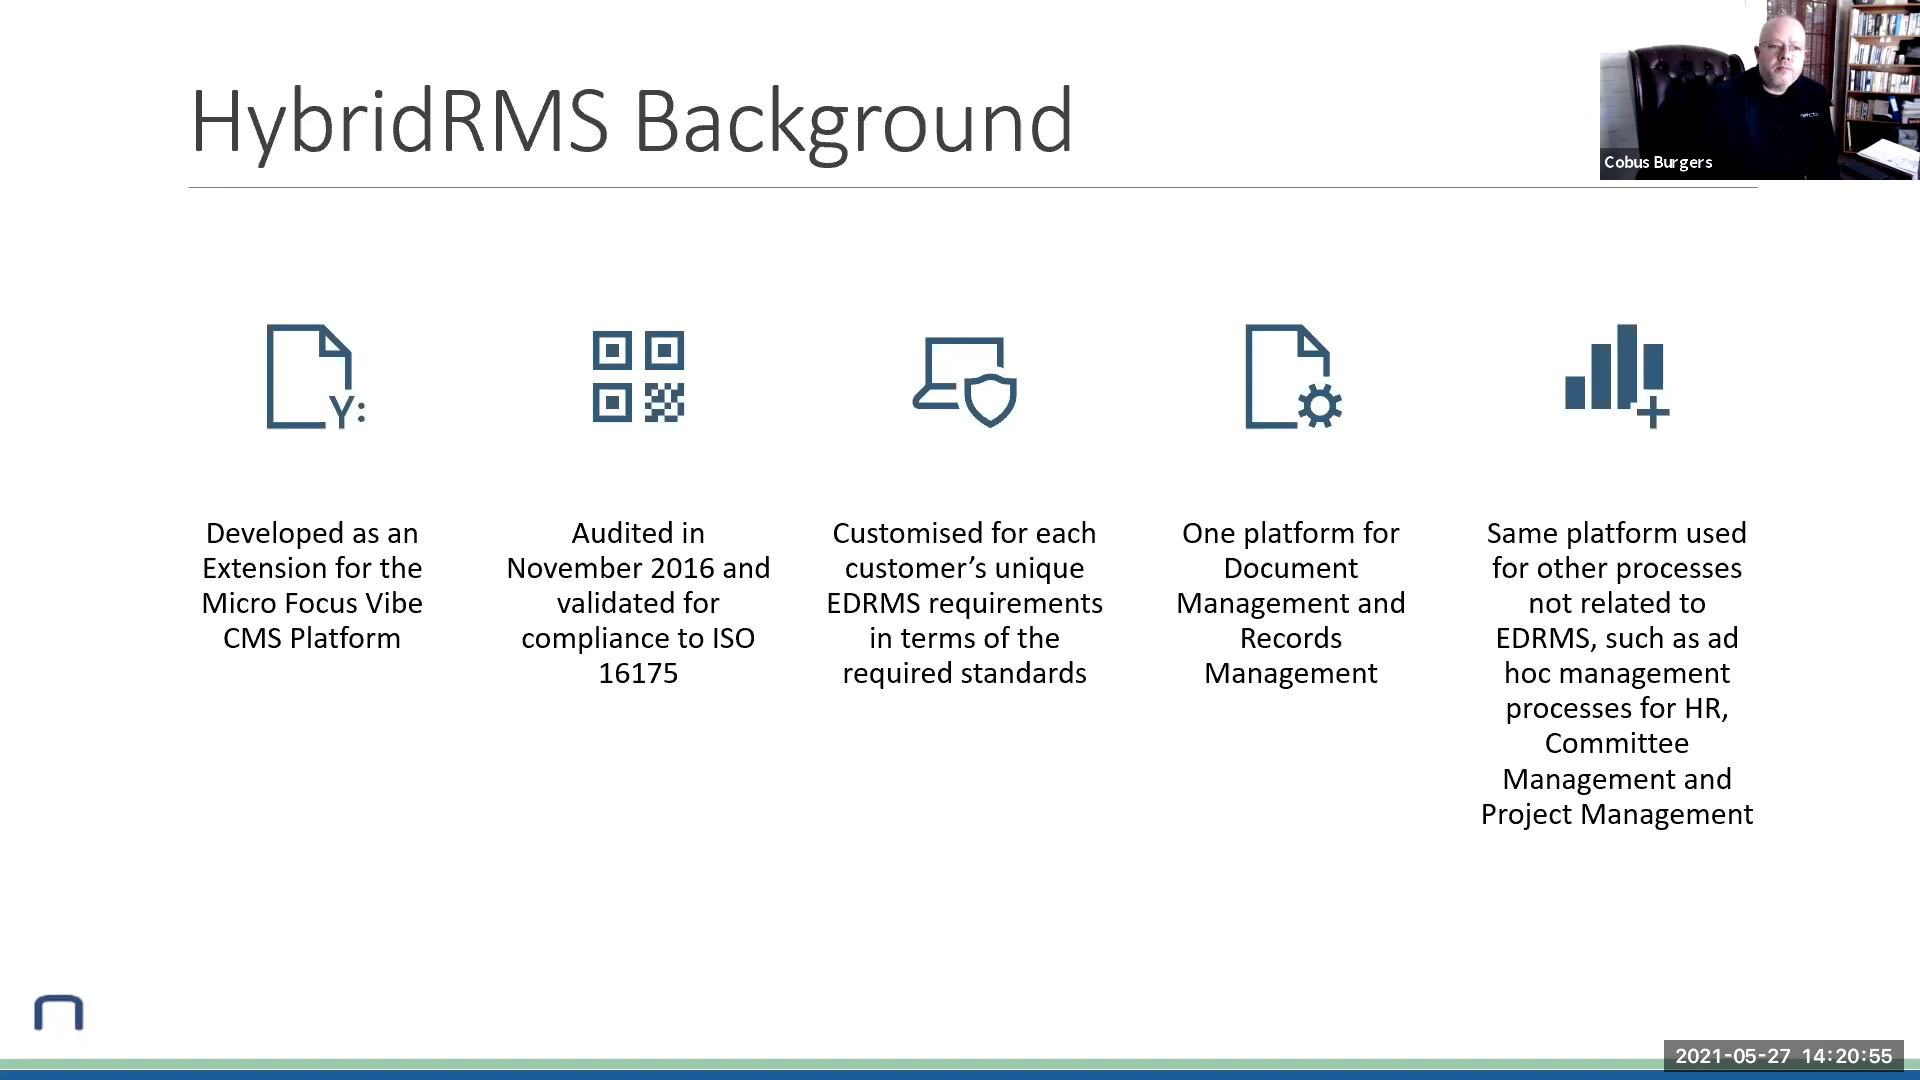 HybridRMS Background
Cobus Burgers
Y:
Developed as an
Extension for the
Micro Focus Vibe
CMS Platform
Audited in
November 2016 and
validated for
compliance to ISO
16175
Customised for each
customer’s unique
EDRMS requirements
in terms of the
required standards
One platform for
Document
Management and
Records
Management
Same platform used
for other processes
not related to
EDRMS, such as ad
hoc management
processes for HR,
Committee
Management and
Project Management
2021-05-27 14:20:55